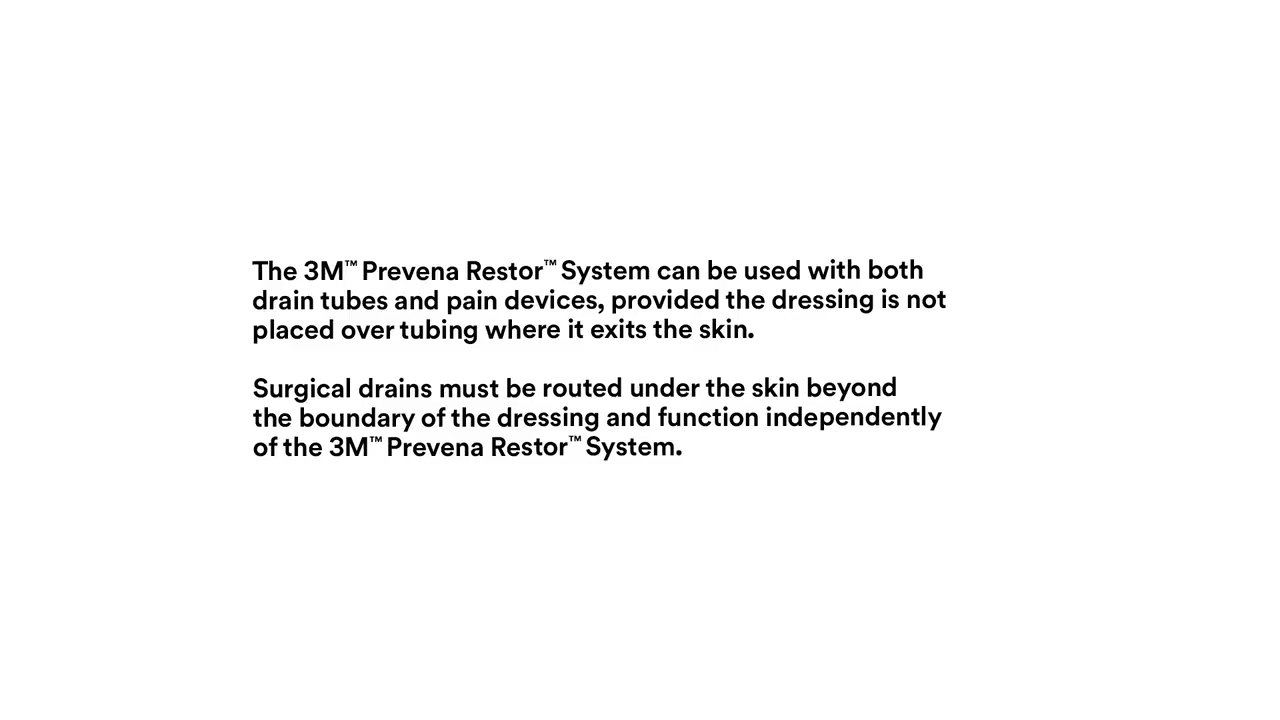 The 3M™ Prevena Restor™ System can be used with both
drain tubes and pain devices, provided the dressing is not
placed over tubing where it exits the skin.
Surgical drains must be routed under the skin beyond
the boundary of the dressing and function independently
of the 3M™ Prevena Restor™ System.